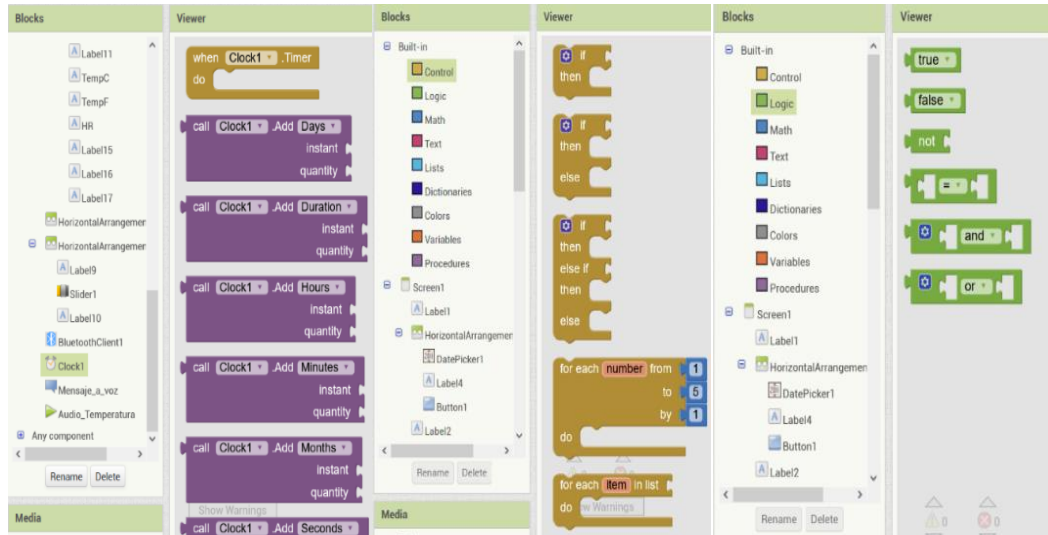 Blocks
Label11
TempC
TempF
HR
Label15
Label16
Label17
HorizontalArrangemer
HorizontalArrangemer
Label9
Slider1
Label10
BluetoothClient1
Clock1
Mensaje_a_voz
Audio_Temperatura
Any component
Rename Delete
Media
Viewer
when Clock1 .Timer
do
call Clock1 .Add Days
instant
quantity
call Clock1 .Add Duration
instant
quantity
call Clock1 .Add Hours
instant
quantity
call Clock1 .Add Minutes
instant
quantity
call Clock1 .Add Months
instant
quantity
Show Warnings
call Clock1 .Add Seconds
Blocks
Built-in
Control
Logic
Math
Text
Lists
Dictionaries
Colors
Variables
Procedures
Screen1
Label1
HorizontalArrangemen
DatePicker1
Label4
Button1
Label2
Rename Delete
Media
Viewer
if
then
if
then
else
if
then
else if
then
else
for each number from 1
to 5
by 1
do
for each item in list
do w Warnings
Blocks
Built-in
Control
Logic
Math
Text
Lists
Dictionaries
Colors
Variables
Procedures
Screen1
Label1
HorizontalArrangemen
DatePicker1
Label4
Button1
Label2
Rename Delete
Viewer
true
false
not
=
and
or
0 0